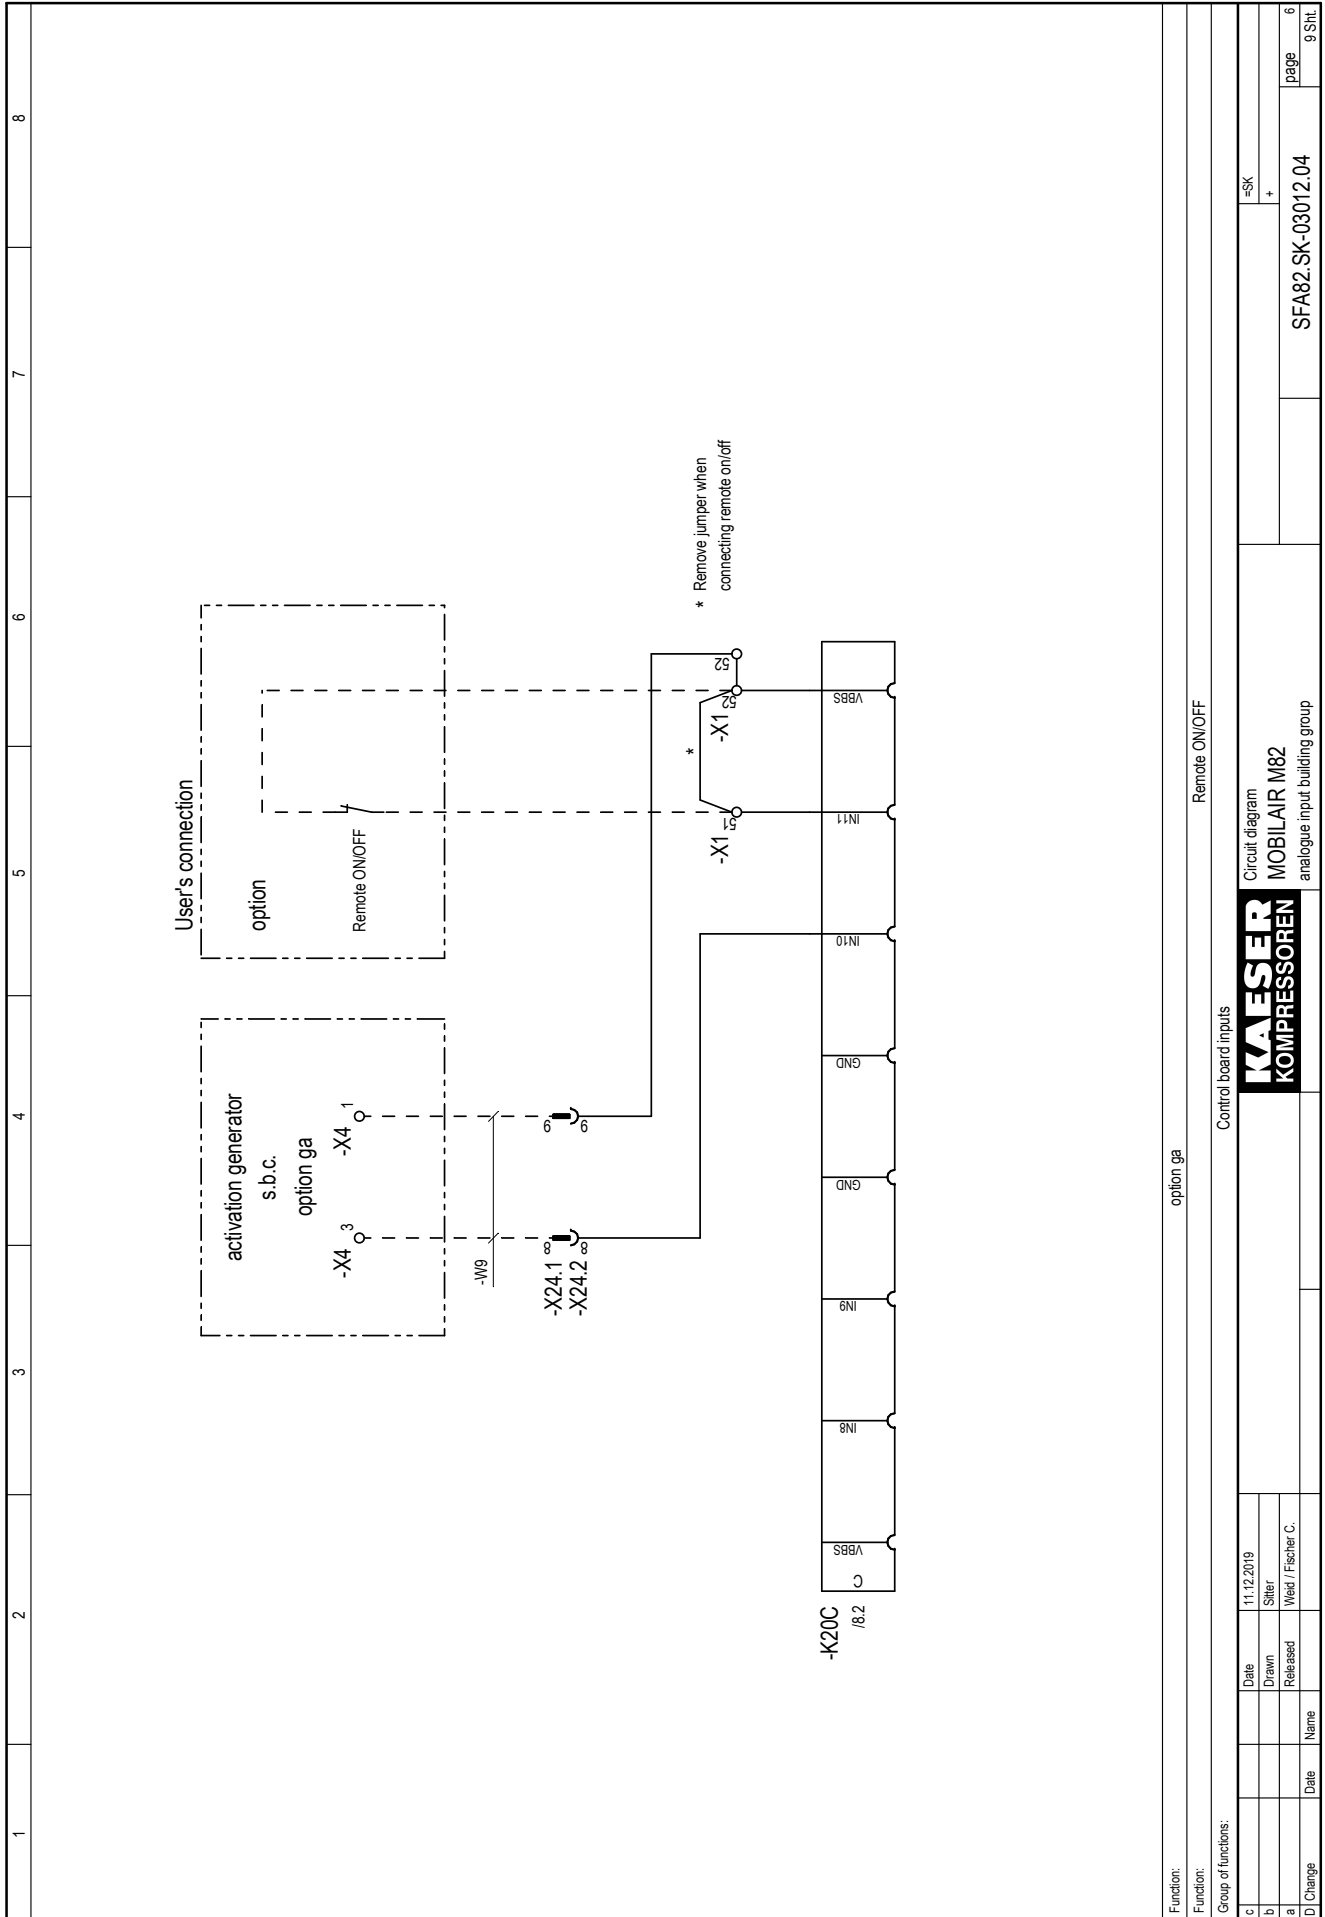 1
2
3
4
5
6
7
8
User's connection
activation generator
s.b.c.
option ga
option
Remote ON/OFF
-X4 3
-X4 1
-W9
-X24.1
-X24.2
8
8
9
9
* Remove jumper when
connecting remote on/off
*
-X1
51
-X1
52
52
-K20C
/8.2
C
VBBS
IN8
IN9
GND
GND
IN10
IN11
VBBS
Function:
option ga
Function:
Remote ON/OFF
Group of functions:
Control board inputs
c
b
a
D
Change
Date
Name
Date
11.12.2019
Drawn
Sitter
Released
Weid / Fischer C.
KAESER
KOMPRESSOREN
Circuit diagram
MOBILAIR M82
analogue input building group
=SK
+
SFA82.SK-03012.04
page 6
9 Sht.